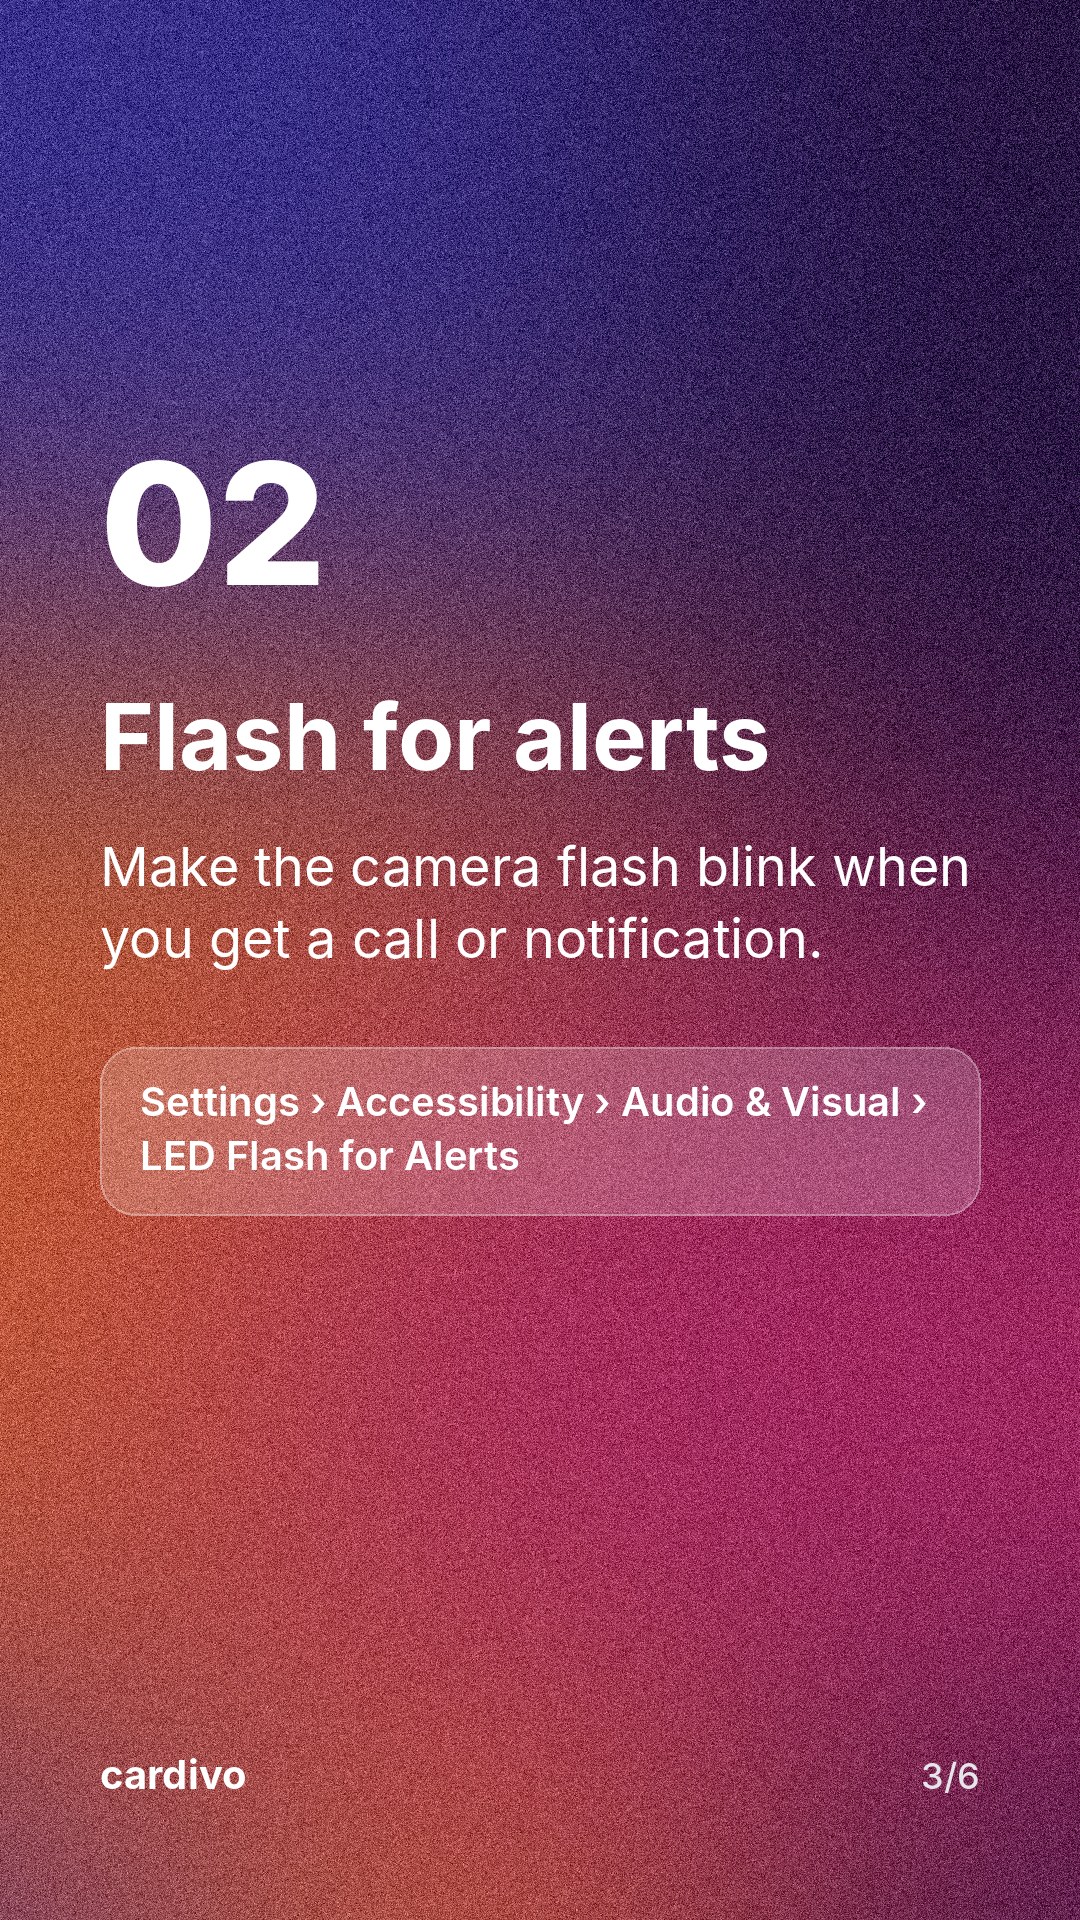 02
Flash for alerts
Make the camera flash blink when
you get a call or notification.
Settings › Accessibility › Audio & Visual ›
LED Flash for Alerts
cardivo
3/6